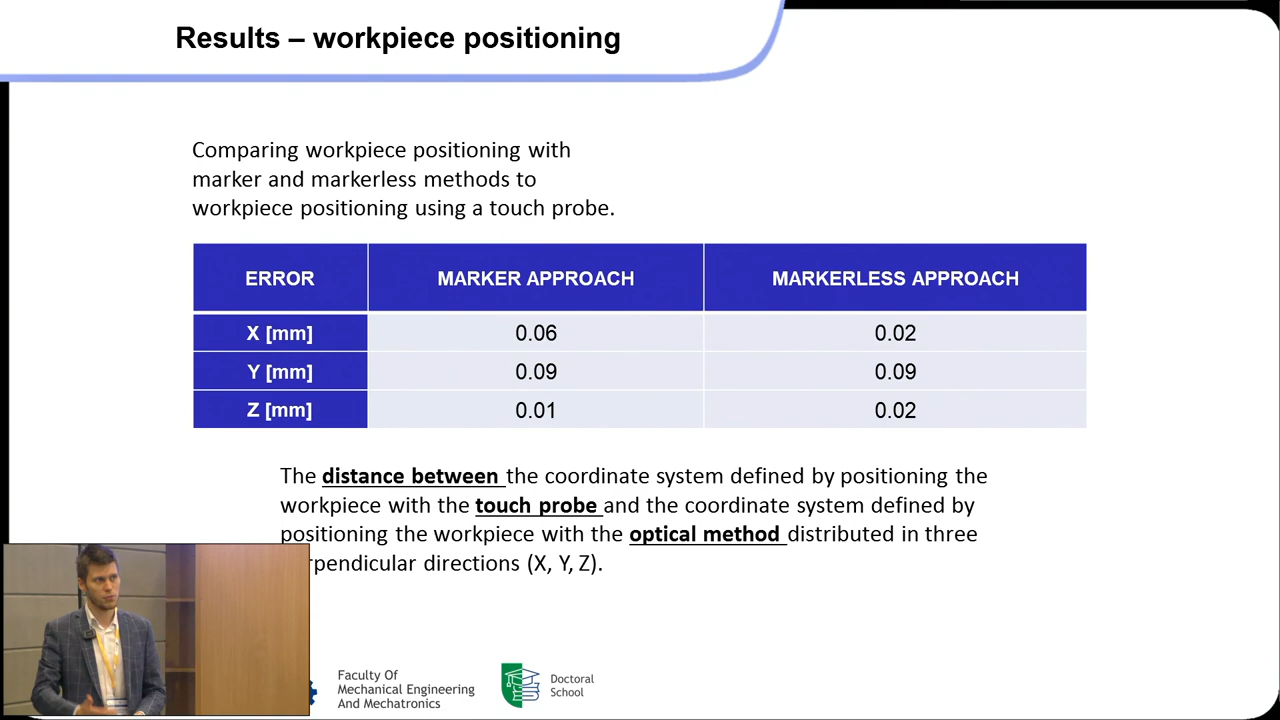 Results – workpiece positioning
Comparing workpiece positioning with
marker and markerless methods to
workpiece positioning using a touch probe.
ERROR MARKER APPROACH MARKERLESS APPROACH
X [mm] 0.06 0.02
Y [mm] 0.09 0.09
Z [mm] 0.01 0.02
The distance between the coordinate system defined by positioning the
workpiece with the touch probe and the coordinate system defined by
positioning the workpiece with the optical method distributed in three
directions (X, Y, Z).
Faculty Of
Mechanical Engineering
And Mechatronics
Doctoral
School